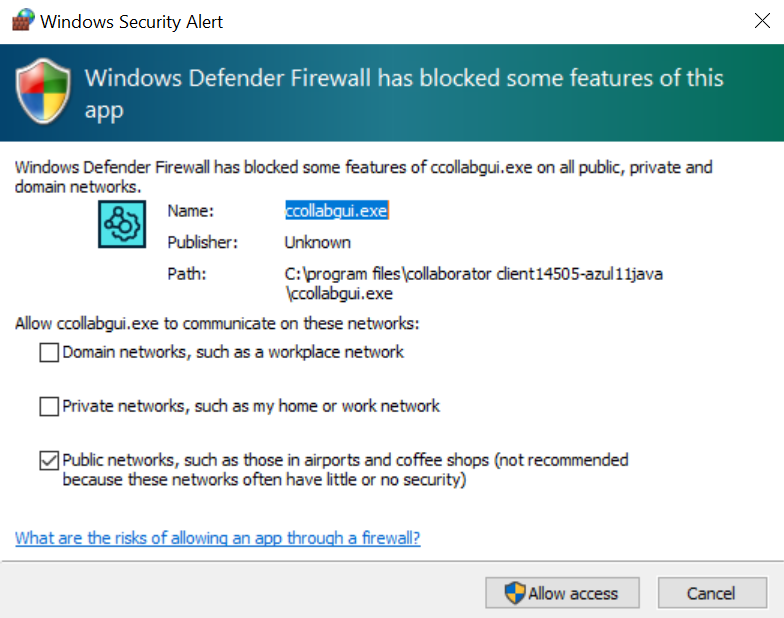 Windows Security Alert
Windows Defender Firewall has blocked some features of this
app
Windows Defender Firewall has blocked some features of ccollabgui.exe on all public, private and
domain networks.
Name: ccollabgui.exe
Publisher: Unknown
Path: C:\program files\collaborator client14505-azul11java
\ccollabgui.exe
Allow ccollabgui.exe to communicate on these networks:
Domain networks, such as a workplace network
Private networks, such as my home or work network
Public networks, such as those in airports and coffee shops (not recommended
because these networks often have little or no security)
What are the risks of allowing an app through a firewall?
Allow access Cancel